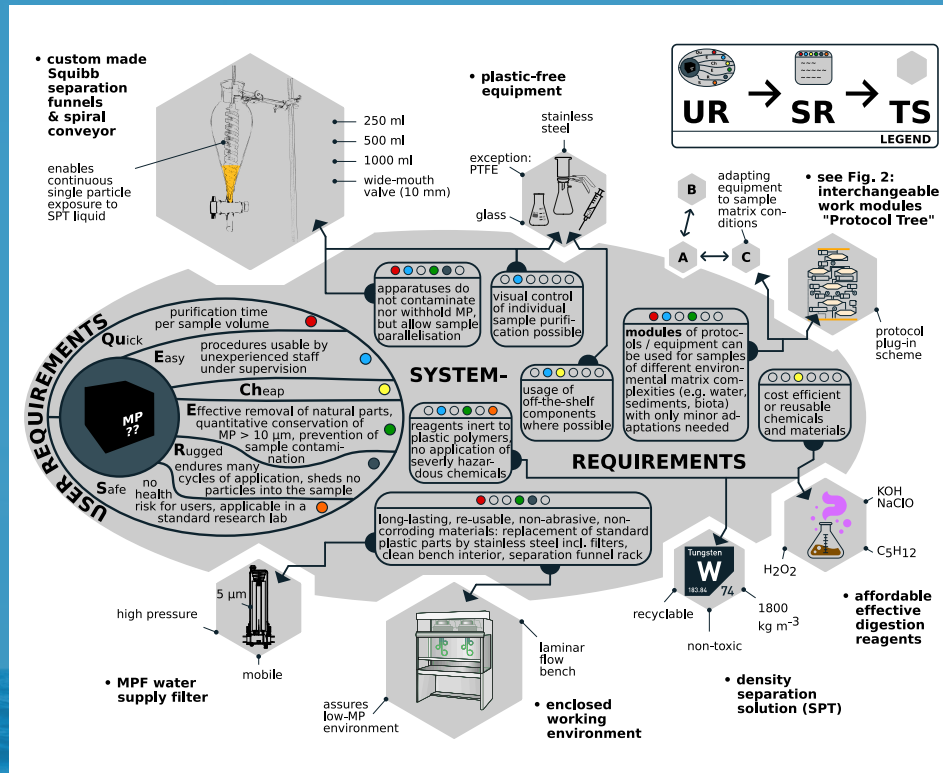 • custom made
Squibb
separation
funnels
& spiral
conveyor
enables
continuous
single particle
exposure to
SPT liquid
250 ml
500 ml
1000 ml
wide-mouth
valve (10 mm)
• plastic-free
equipment
stainless
steel
exception:
PTFE
glass
UR → SR → TS
LEGEND
Qu
E
Ch
E
R
S
B
A
C
adapting
equipment
to sample
matrix con-
ditions
• see Fig. 2:
interchangeable
work modules
"Protocol Tree"
protocol
plug-in
scheme
USER REQUIREMENTS
MP
??
Quick
purification time
per sample volume
Easy
procedures usable by
unexperienced staff
under supervision
Cheap
Effective removal of natural parts,
quantitative conservation of
MP > 10 µm, prevention of
sample contami-
nation
Rugged
endures many
cycles of application, sheds no
particles into the sample
Safe
no
health
risk for users, applicable in a
standard research lab
SYSTEM-
REQUIREMENTS
apparatuses do
not contaminate
nor withhold MP,
but allow sample
parallelisation
visual control
of individual
sample purifi-
cation possible
usage of
off-the-shelf
components
where possible
modules of protoc-
ols / equipment can
be used for samples
of different environ-
mental matrix com-
plexities (e.g. water,
sediments, biota)
with only minor ad-
aptations needed
cost efficient
or reusable
chemicals
and materials
reagents inert to
plastic polymers,
no application of
severly hezar-
dous chemicals
long-lasting, re-usable, non-abrasive, non-
corroding materials: replacement of standard
plastic parts by stainless steel incl. filters,
clean bench interior, separation funnel rack
5 µm
high pressure
mobile
• MPF water
supply filter
laminar
flow
bench
assures
low-MP
environment
• enclosed
working
environment
Tungsten
W
183.84 74
recyclable
non-toxic
1800
kg m⁻³
• density
separation
solution (SPT)
KOH
NaClO
C₅H₁₂
H₂O₂
• affordable
effective
digestion
reagents